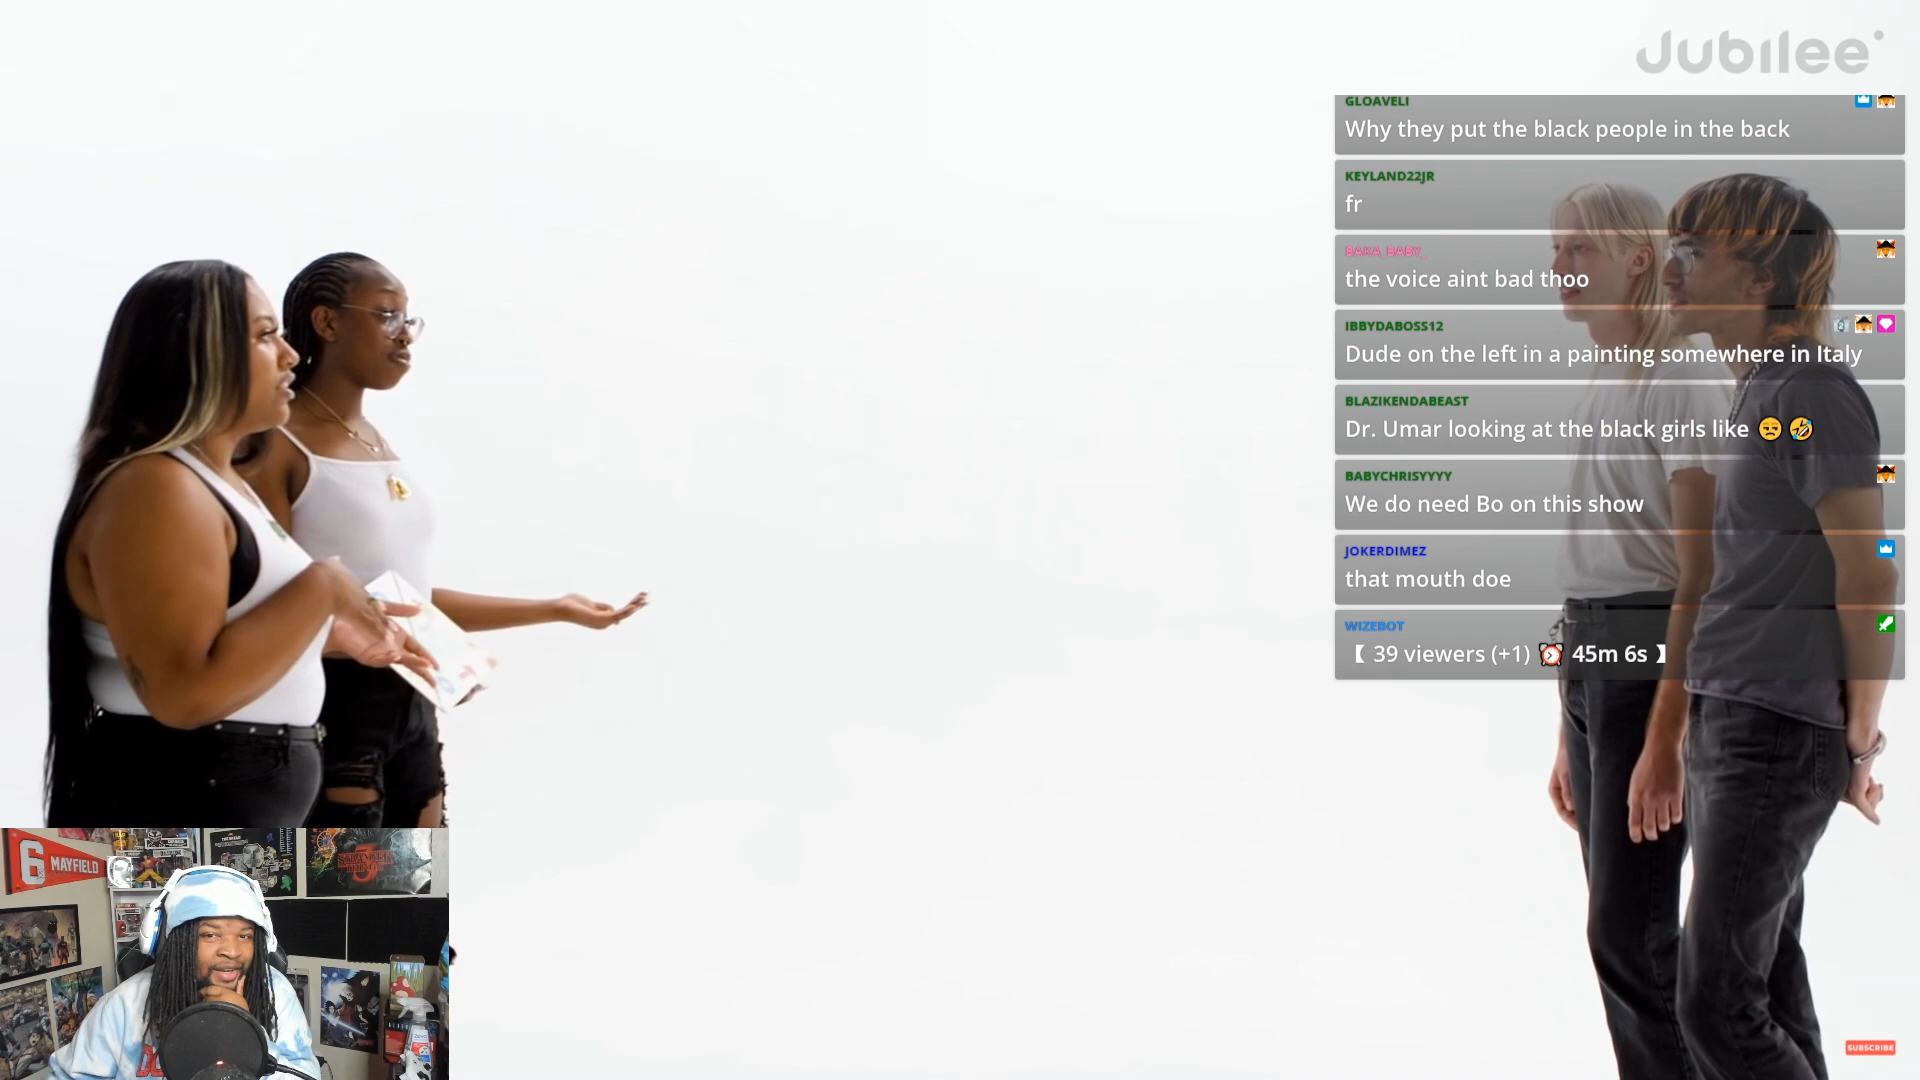 Jubilee
GLOAVELI
Why they put the black people in the back
KEYLAND22JR
fr
BAKA_BABY_
the voice aint bad thoo
IBBYDABOSS12
Dude on the left in a painting somewhere in Italy
BLAZIKENDABEAST
Dr. Umar looking at the black girls like 😒 🤣
BABYCHRISYYYY
We do need Bo on this show
JOKERDIMEZ
that mouth doe
WIZEBOT
【 39 viewers (+1) ⏰ 45m 6s 】
6 MAYFIELD
SUBSCRIBE